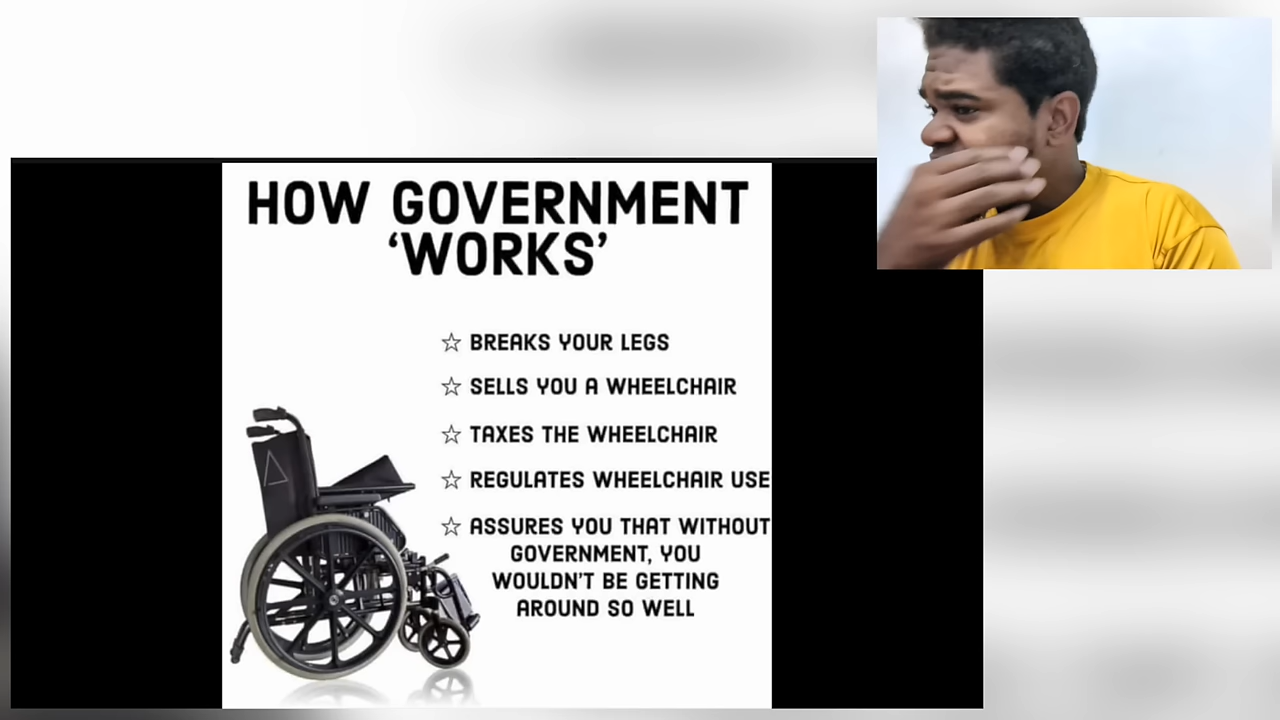 HOW GOVERNMENT
‘WORKS’
☆ BREAKS YOUR LEGS
☆ SELLS YOU A WHEELCHAIR
☆ TAXES THE WHEELCHAIR
☆ REGULATES WHEELCHAIR USE
☆ ASSURES YOU THAT WITHOUT
GOVERNMENT, YOU
WOULDN'T BE GETTING
AROUND SO WELL